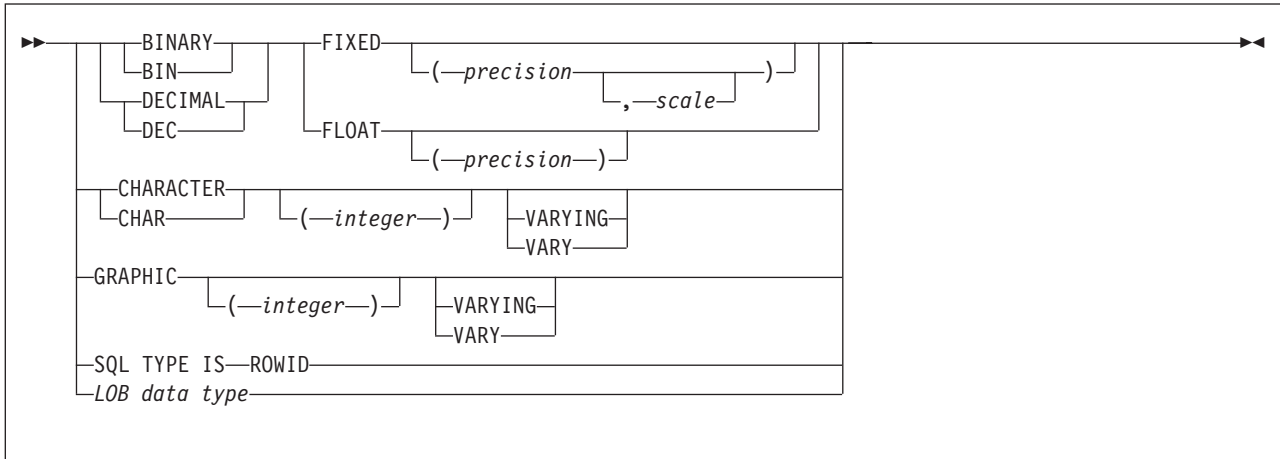 BINARY FIXED
BIN ( precision )
DECIMAL , scale
DEC FLOAT
( precision )
CHARACTER
CHAR ( integer ) VARYING
VARY
GRAPHIC
( integer ) VARYING
VARY
SQL TYPE IS ROWID
LOB data type